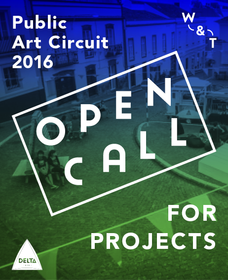 Public
Art Circuit
2016
W
&
T
OPEN
CALL
FOR
PROJECTS
DELTA